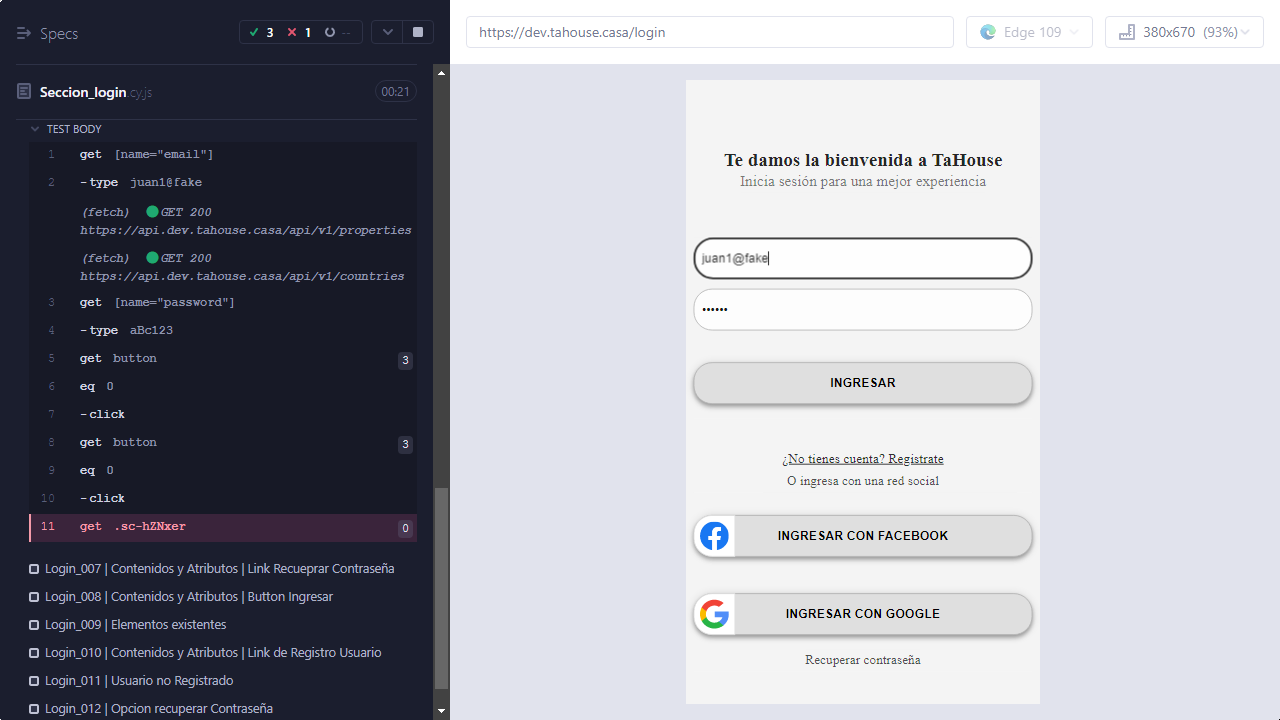 Specs
3 1 --
https://dev.tahouse.casa/login
Edge 109
380x670 (93%)
Seccion_login.cy.js
00:21
TEST BODY
1 get [name="email"]
2 -type juan1@fake
(fetch) GET 200
https://api.dev.tahouse.casa/api/v1/properties
(fetch) GET 200
https://api.dev.tahouse.casa/api/v1/countries
3 get [name="password"]
4 -type aBc123
5 get button 3
6 eq 0
7 -click
8 get button 3
9 eq 0
10 -click
11 get .sc-hZNxer 0
Login_007 | Contenidos y Atributos | Link Recueprar Contraseña
Login_008 | Contenidos y Atributos | Button Ingresar
Login_009 | Elementos existentes
Login_010 | Contenidos y Atributos | Link de Registro Usuario
Login_011 | Usuario no Registrado
Login_012 | Opcion recuperar Contraseña
Te damos la bienvenida a TaHouse
Inicia sesión para una mejor experiencia
juan1@fake
••••••
INGRESAR
¿No tienes cuenta? Registrate
O ingresa con una red social
INGRESAR CON FACEBOOK
INGRESAR CON GOOGLE
Recuperar contraseña